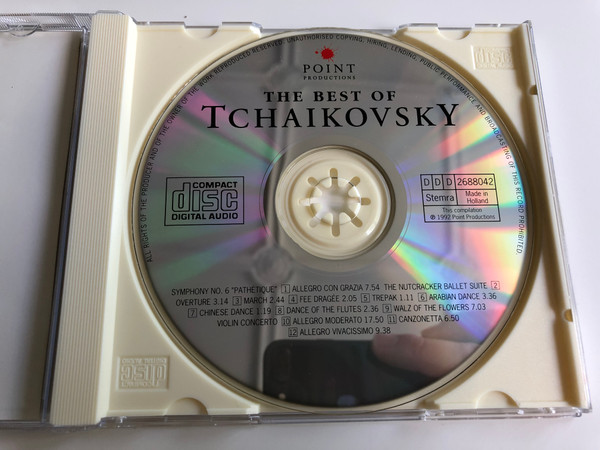 ALL RIGHTS OF THE PRODUCER AND OF THE OWNER OF THE WORK REPRODUCED RESERVED. UNAUTHORISED COPYING, HIRING, LENDING, PUBLIC PERFORMANCE AND BROADCASTING OF THIS RECORD PROHIBITED
POINT
PRODUCTIONS
THE BEST OF
TCHAIKOVSKY
COMPACT
disc
DIGITAL AUDIO
D D D 2688042
Stemra Made in
Holland
This compilation
℗ 1992 Point Productions
SYMPHONY NO. 6 "PATHETIQUE" 1 ALLEGRO CON GRAZIA 7.54 THE NUTCRACKER BALLET SUITE 2
OVERTURE 3.14 3 MARCH 2.44 4 FEE DRAGÉE 2.05 5 TREPAK 1.11 6 ARABIAN DANCE 3.36
7 CHINESE DANCE 1.19 8 DANCE OF THE FLUTES 2.36 9 WALZ OF THE FLOWERS 7.03
VIOLIN CONCERTO 10 ALLEGRO MODERATO 17.50 11 CANZONETTA 6.50
12 ALLEGRO VIVACISSIMO 9.38
disc
disc